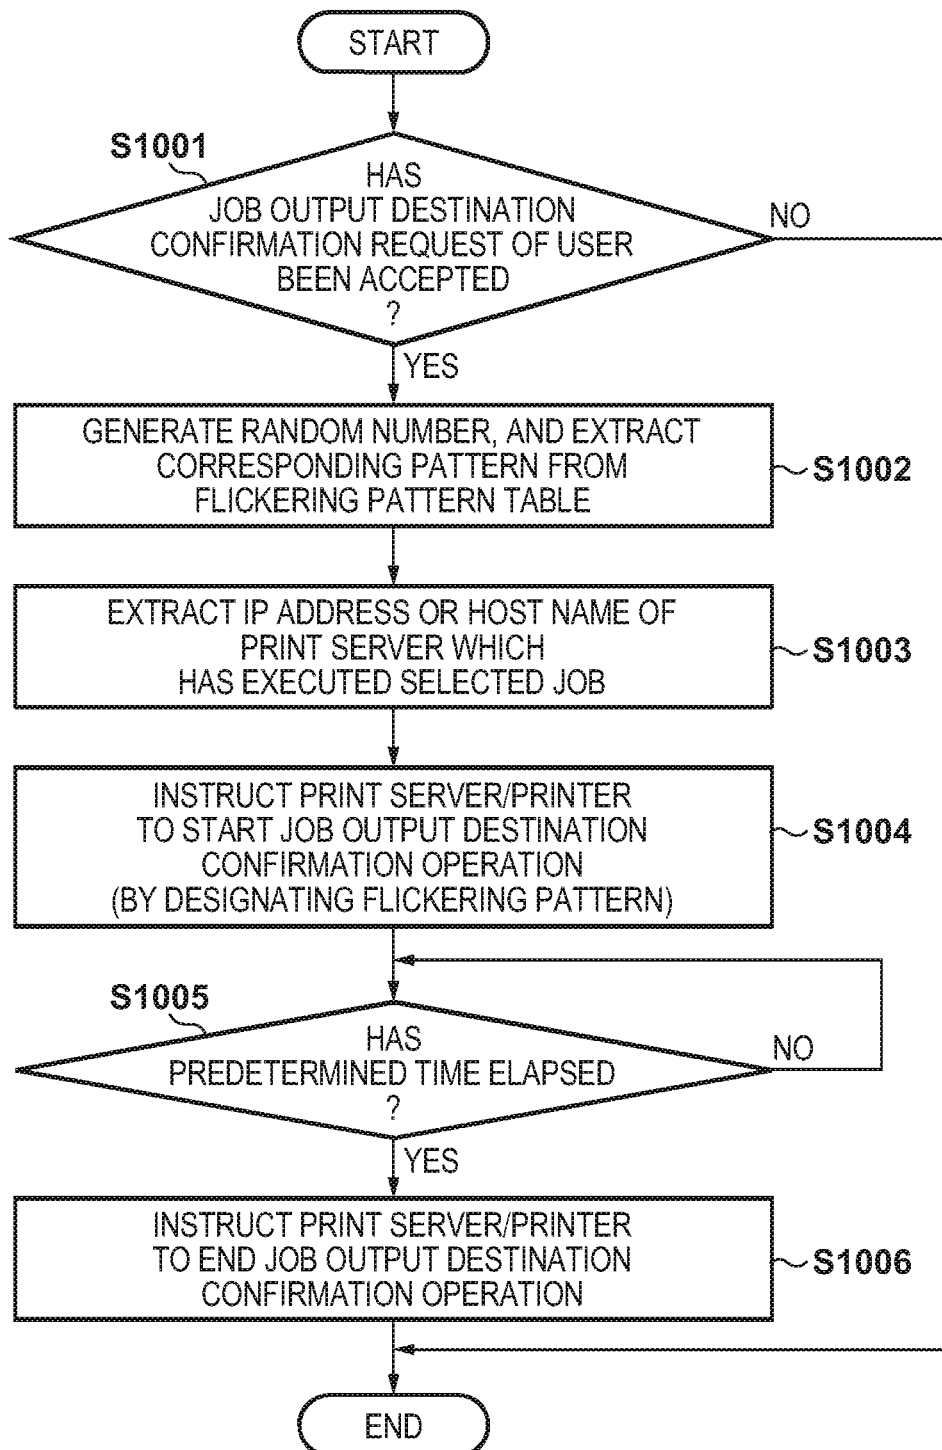 START
S1001
HAS
JOB OUTPUT DESTINATION
CONFIRMATION REQUEST OF USER
BEEN ACCEPTED
?
NO
YES
GENERATE RANDOM NUMBER, AND EXTRACT
CORRESPONDING PATTERN FROM
FLICKERING PATTERN TABLE
S1002
EXTRACT IP ADDRESS OR HOST NAME OF
PRINT SERVER WHICH
HAS EXECUTED SELECTED JOB
S1003
INSTRUCT PRINT SERVER/PRINTER
TO START JOB OUTPUT DESTINATION
CONFIRMATION OPERATION
(BY DESIGNATING FLICKERING PATTERN)
S1004
S1005
HAS
PREDETERMINED TIME ELAPSED
?
NO
YES
INSTRUCT PRINT SERVER/PRINTER
TO END JOB OUTPUT DESTINATION
CONFIRMATION OPERATION
S1006
END